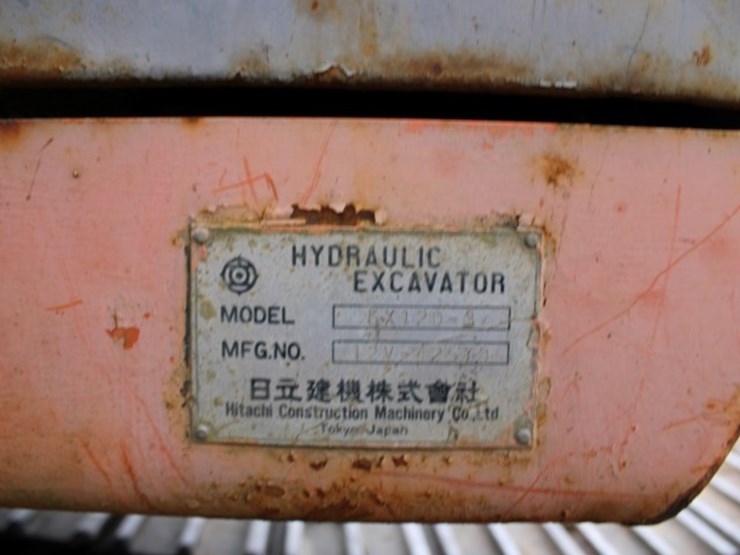 HYDRAULIC
EXCAVATOR
MODEL
MFG.NO.
日立建機株式會社
Hitachi Construction Machinery Co.,Ltd
Tokyo Japan